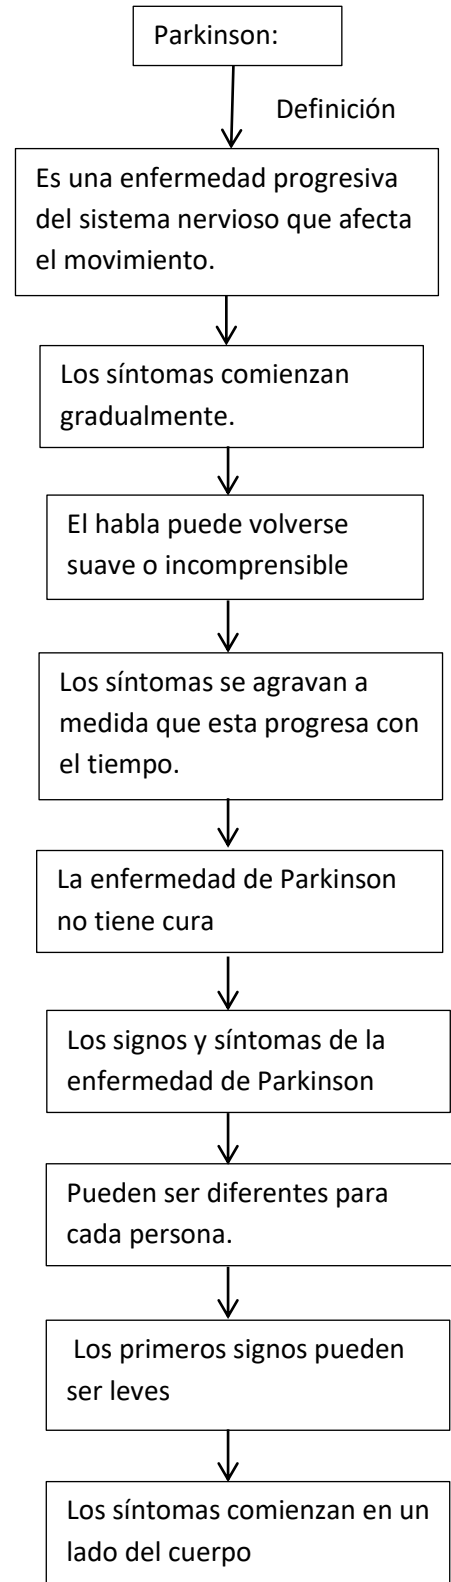 Parkinson:
Definición
Es una enfermedad progresiva
del sistema nervioso que afecta
el movimiento.
Los síntomas comienzan
gradualmente.
El habla puede volverse
suave o incomprensible
Los síntomas se agravan a
medida que esta progresa con
el tiempo.
La enfermedad de Parkinson
no tiene cura
Los signos y síntomas de la
enfermedad de Parkinson
Pueden ser diferentes para
cada persona.
Los primeros signos pueden
ser leves
Los síntomas comienzan en un
lado del cuerpo